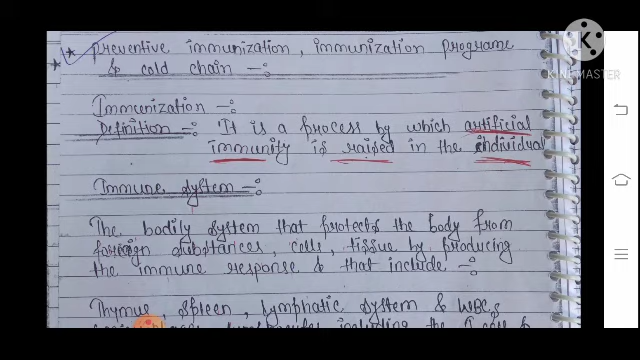 Preventive immunization, immunization programe
& cold chain -:
KINEMASTER
Immunization -:
Definition -: It is a process by which artificial
immunity is raised in the individual
Immune system -:
The bodily system that protects the body from
foreign substances, cells, tissue by producing
the immune response & that include -:
Thymus, spleen, lymphatic system & WBCs
including the